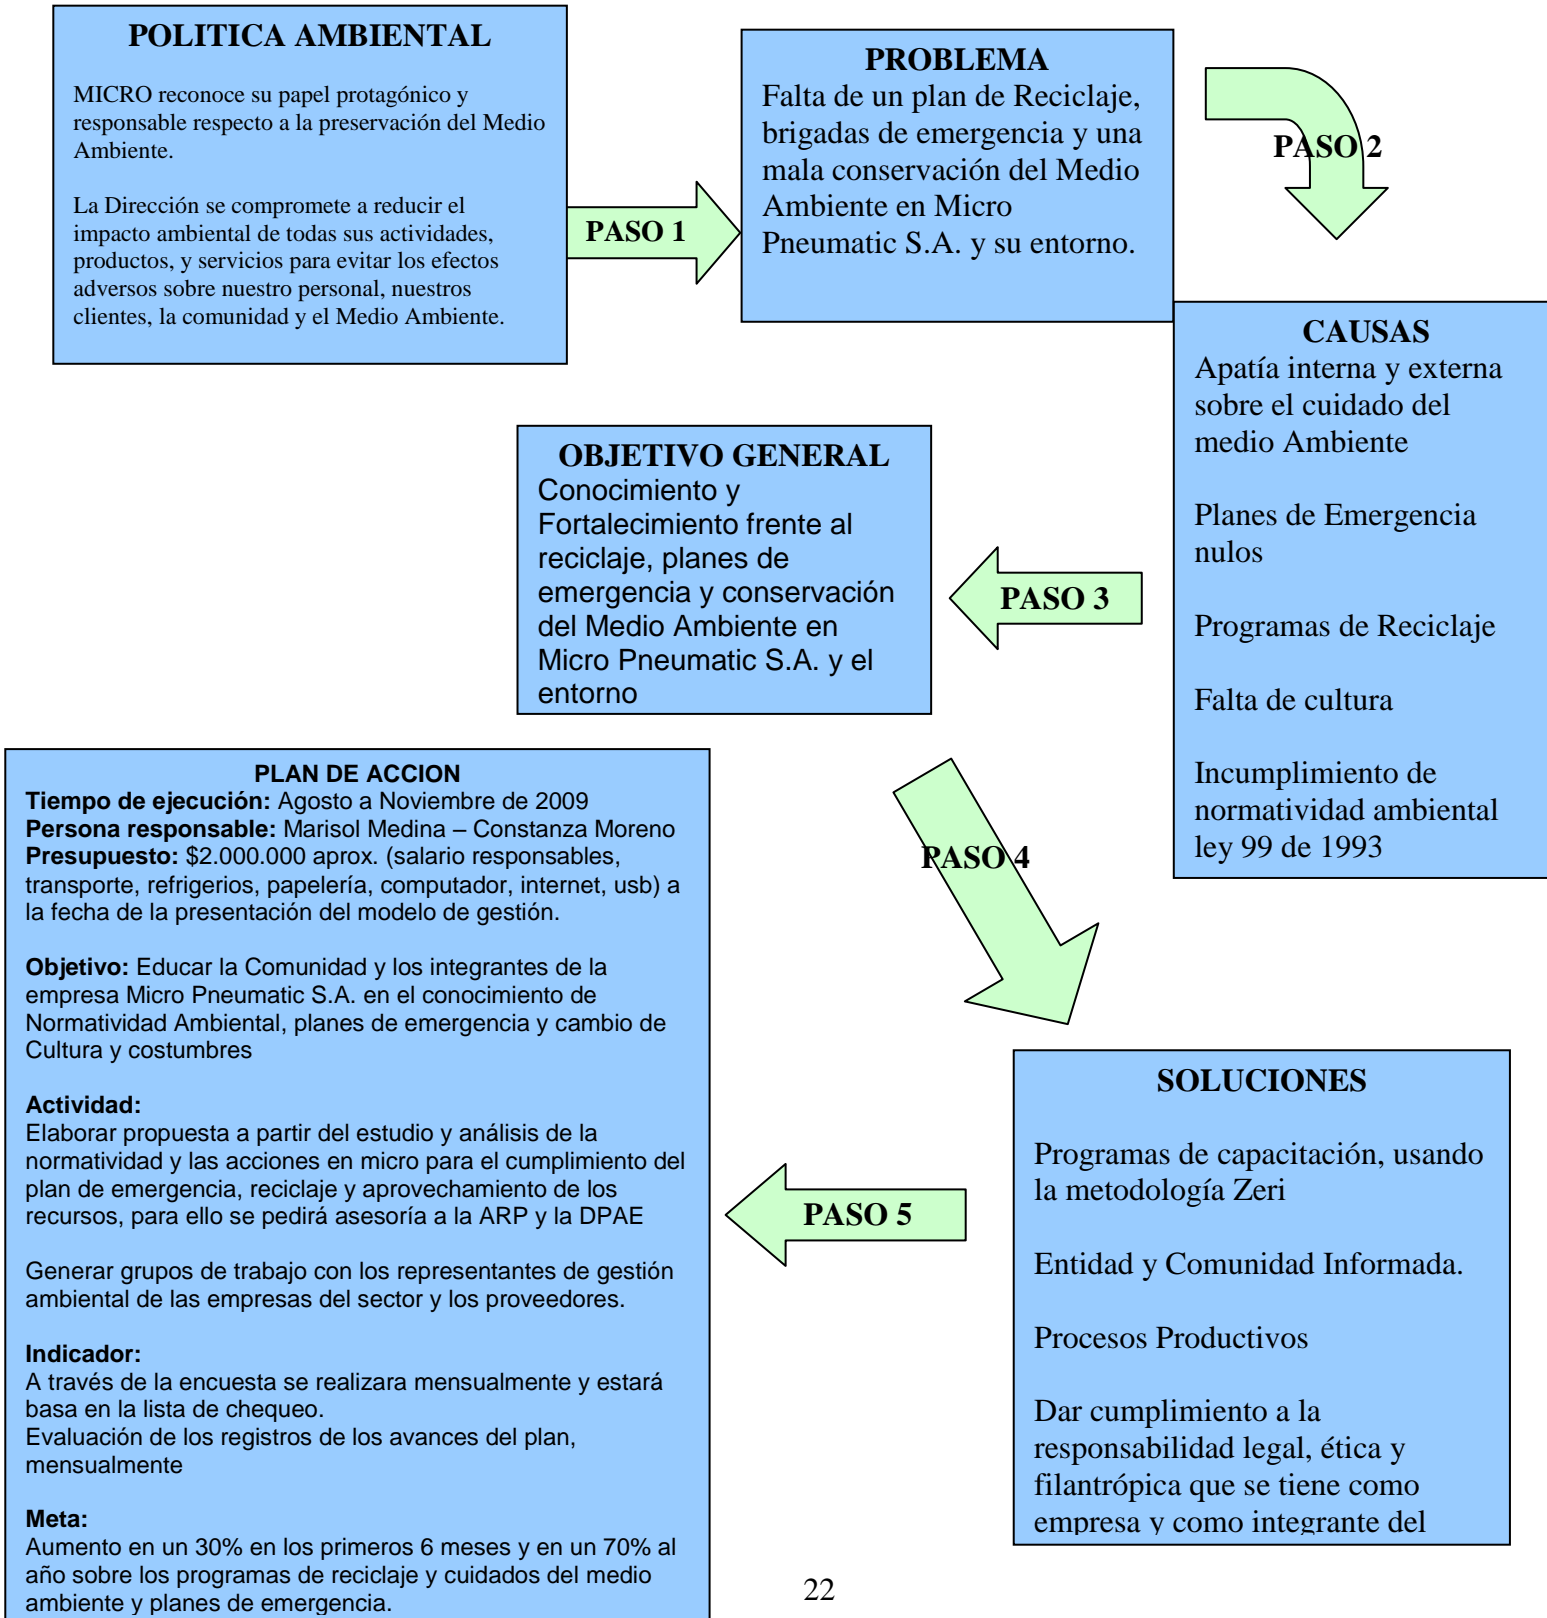 POLITICA AMBIENTAL
MICRO reconoce su papel protagónico y
responsable respecto a la preservación del Medio
Ambiente.
La Dirección se compromete a reducir el
impacto ambiental de todas sus actividades,
productos, y servicios para evitar los efectos
adversos sobre nuestro personal, nuestros
clientes, la comunidad y el Medio Ambiente.
PASO 1
PROBLEMA
Falta de un plan de Reciclaje,
brigadas de emergencia y una
mala conservación del Medio
Ambiente en Micro
Pneumatic S.A. y su entorno.
PASO 2
CAUSAS
Apatía interna y externa
sobre el cuidado del
medio Ambiente
Planes de Emergencia
nulos
Programas de Reciclaje
Falta de cultura
Incumplimiento de
normatividad ambiental
ley 99 de 1993
PASO 3
OBJETIVO GENERAL
Conocimiento y
Fortalecimiento frente al
reciclaje, planes de
emergencia y conservación
del Medio Ambiente en
Micro Pneumatic S.A. y el
entorno
PASO 4
SOLUCIONES
Programas de capacitación, usando
la metodología Zeri
Entidad y Comunidad Informada.
Procesos Productivos
Dar cumplimiento a la
responsabilidad legal, ética y
filantrópica que se tiene como
empresa y como integrante del
PASO 5
PLAN DE ACCION
Tiempo de ejecución: Agosto a Noviembre de 2009
Persona responsable: Marisol Medina – Constanza Moreno
Presupuesto: $2.000.000 aprox. (salario responsables,
transporte, refrigerios, papelería, computador, internet, usb) a
la fecha de la presentación del modelo de gestión.
Objetivo: Educar la Comunidad y los integrantes de la
empresa Micro Pneumatic S.A. en el conocimiento de
Normatividad Ambiental, planes de emergencia y cambio de
Cultura y costumbres
Actividad:
Elaborar propuesta a partir del estudio y análisis de la
normatividad y las acciones en micro para el cumplimiento del
plan de emergencia, reciclaje y aprovechamiento de los
recursos, para ello se pedirá asesoría a la ARP y la DPAE
Generar grupos de trabajo con los representantes de gestión
ambiental de las empresas del sector y los proveedores.
Indicador:
A través de la encuesta se realizara mensualmente y estará
basa en la lista de chequeo.
Evaluación de los registros de los avances del plan,
mensualmente
Meta:
Aumento en un 30% en los primeros 6 meses y en un 70% al
año sobre los programas de reciclaje y cuidados del medio
ambiente y planes de emergencia.
22